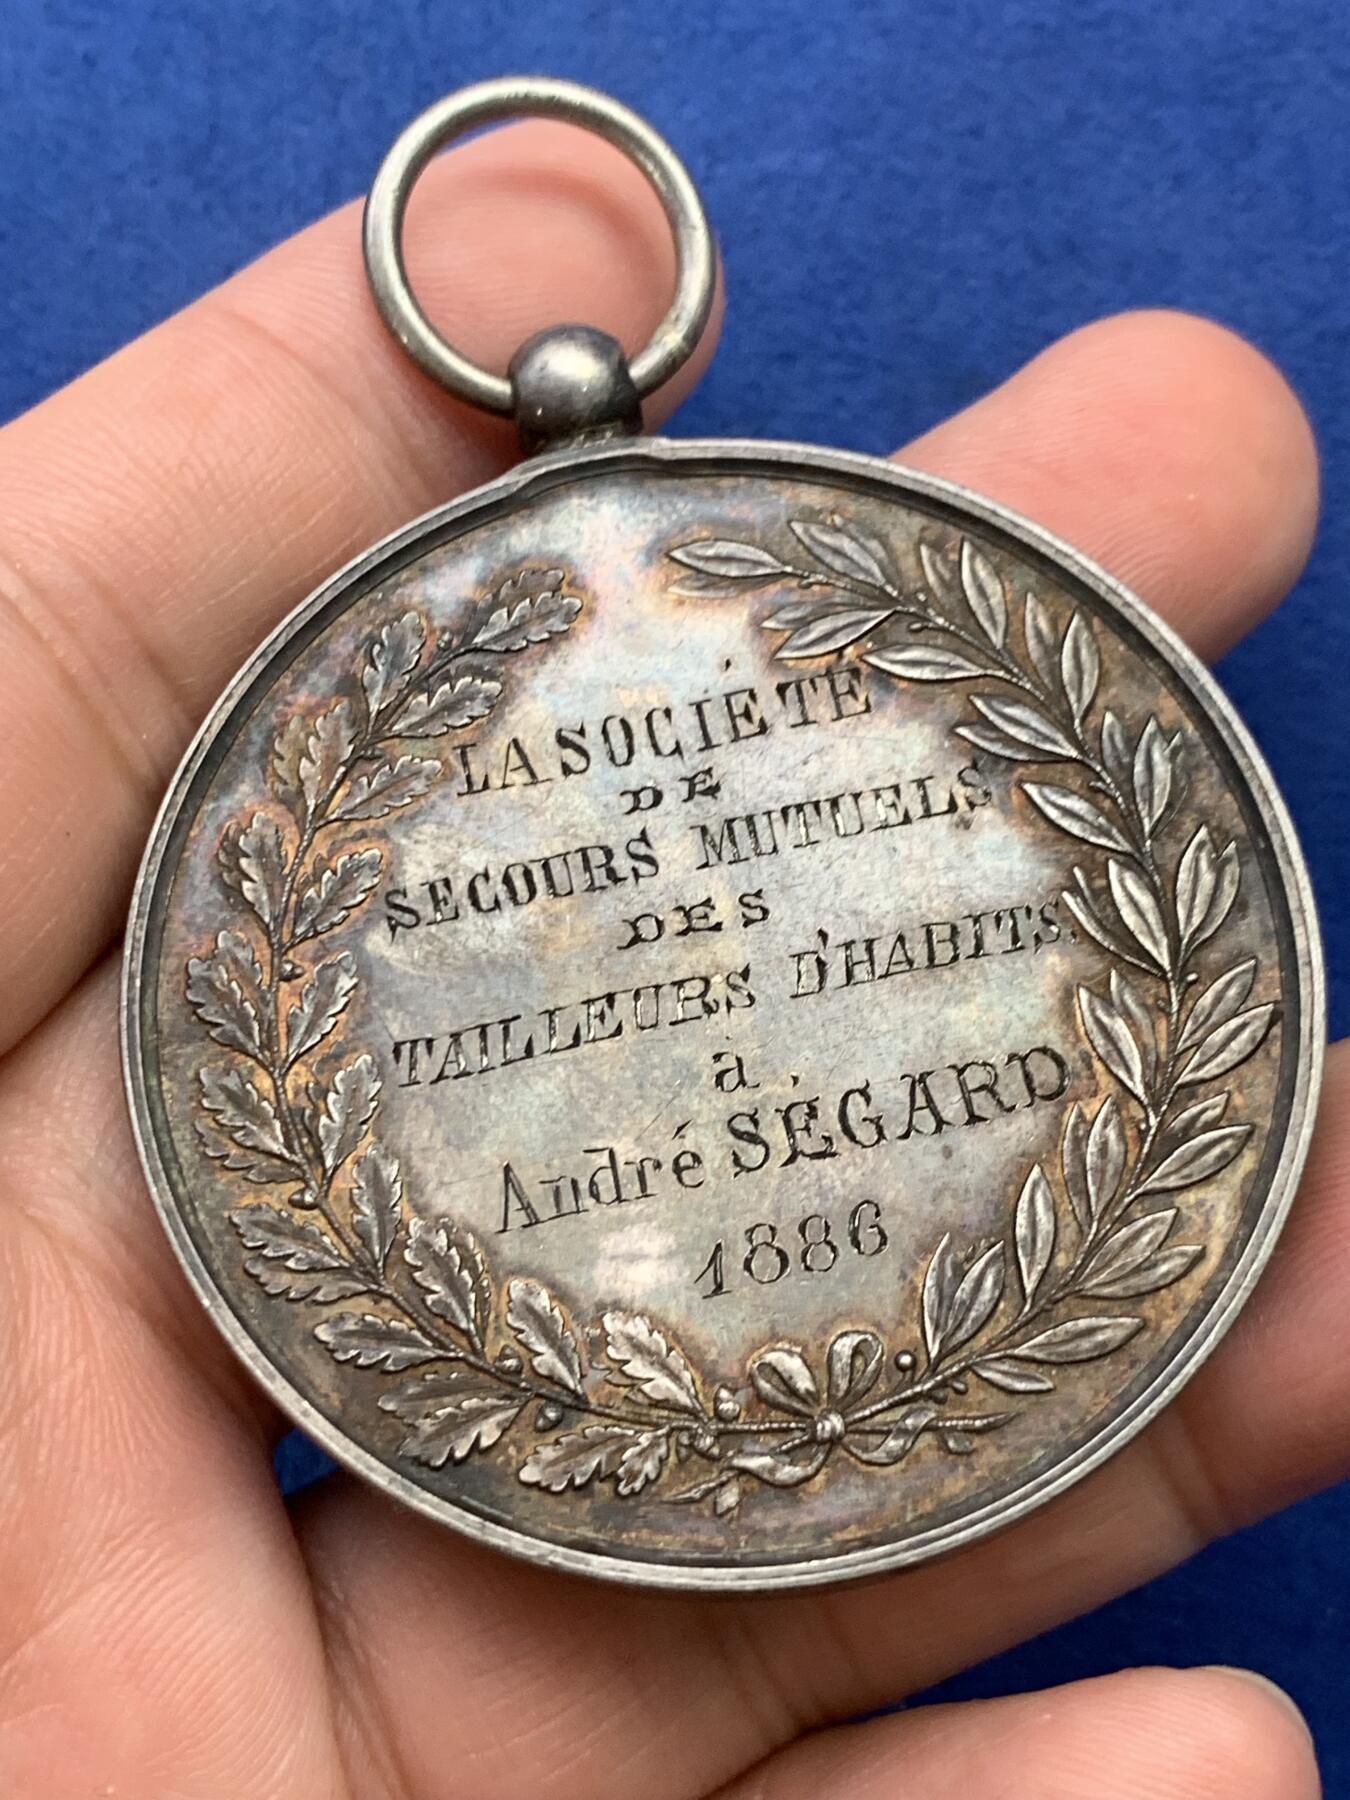 LA SOCIÉTÉ
DE
SECOURS MUTUELS
DES
TAILLEURS D'HABITS.
à
André SÉGARD
1886